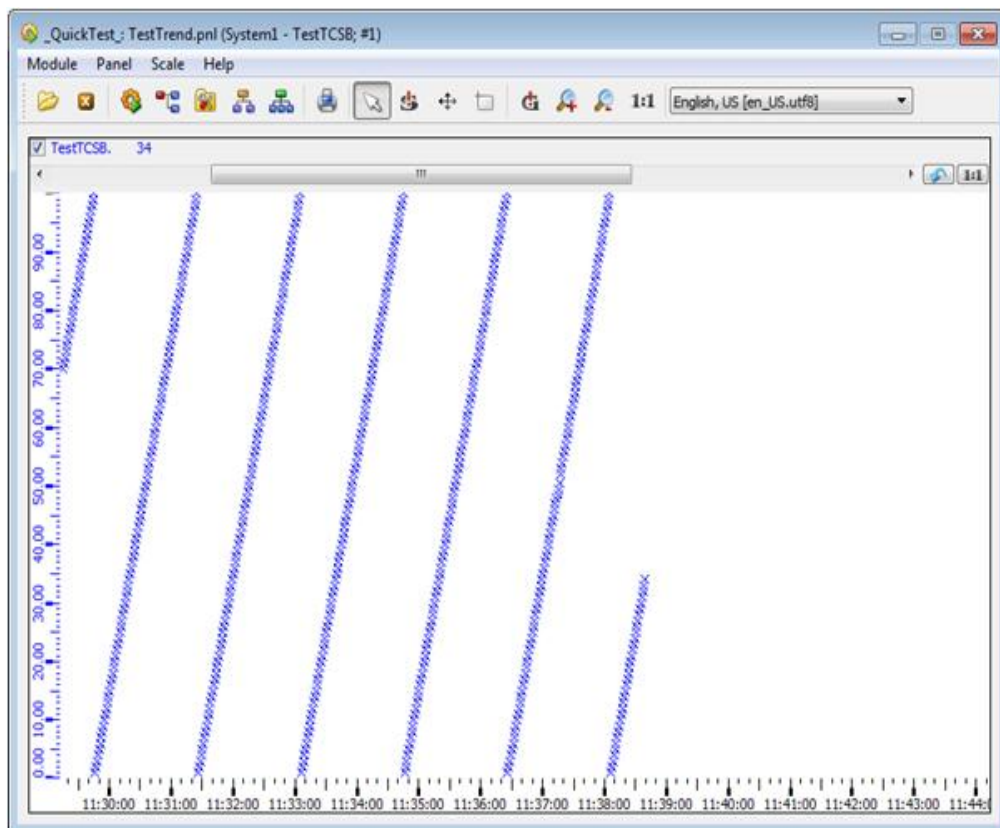 _QuickTest_: TestTrend.pnl (System1 - TestTCSB; #1)
Module Panel Scale Help
1:1 English, US [en_US.utf8]
TestTCSB. 34
1:1
90.00
80.00
70.00
60.00
50.00
40.00
30.00
20.00
10.00
0.00
11:30:00 11:31:00 11:32:00 11:33:00 11:34:00 11:35:00 11:36:00 11:37:00 11:38:00 11:39:00 11:40:00 11:41:00 11:42:00 11:43:00 11:44:0